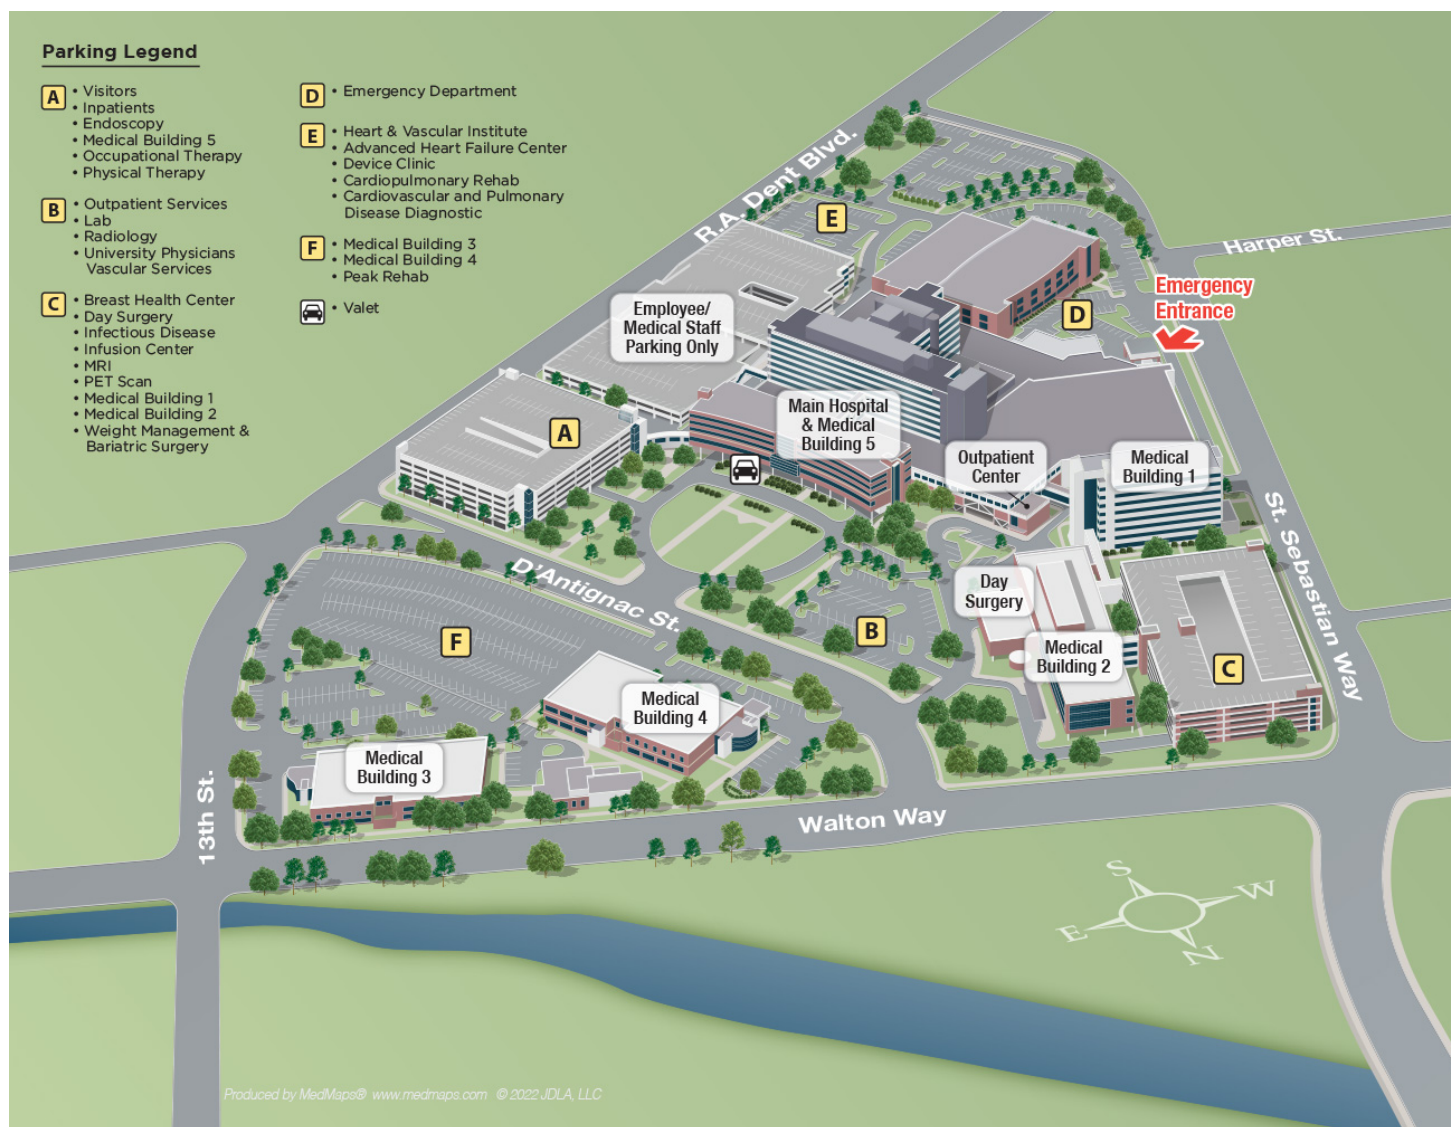 Parking Legend
A
• Visitors
• Inpatients
• Endoscopy
• Medical Building 5
• Occupational Therapy
• Physical Therapy
B
• Outpatient Services
• Lab
• Radiology
• University Physicians
Vascular Services
C
• Breast Health Center
• Day Surgery
• Infectious Disease
• Infusion Center
• MRI
• PET Scan
• Medical Building 1
• Medical Building 2
• Weight Management &
Bariatric Surgery
D
• Emergency Department
E
• Heart & Vascular Institute
• Advanced Heart Failure Center
• Device Clinic
• Cardiopulmonary Rehab
• Cardiovascular and Pulmonary
Disease Diagnostic
F
• Medical Building 3
• Medical Building 4
• Peak Rehab
• Valet
R.A. Dent Blvd.
E
Harper St.
Emergency
Entrance
D
Employee/
Medical Staff
Parking Only
A
Main Hospital
& Medical
Building 5
Outpatient
Center
Medical
Building 1
St. Sebastian Way
D'Antignac St.
Day
Surgery
B
F
Medical
Building 2
C
Medical
Building 4
Medical
Building 3
13th St.
Walton Way
S
W
E
N
Produced by MedMaps® www.medmaps.com © 2022 JDLA, LLC